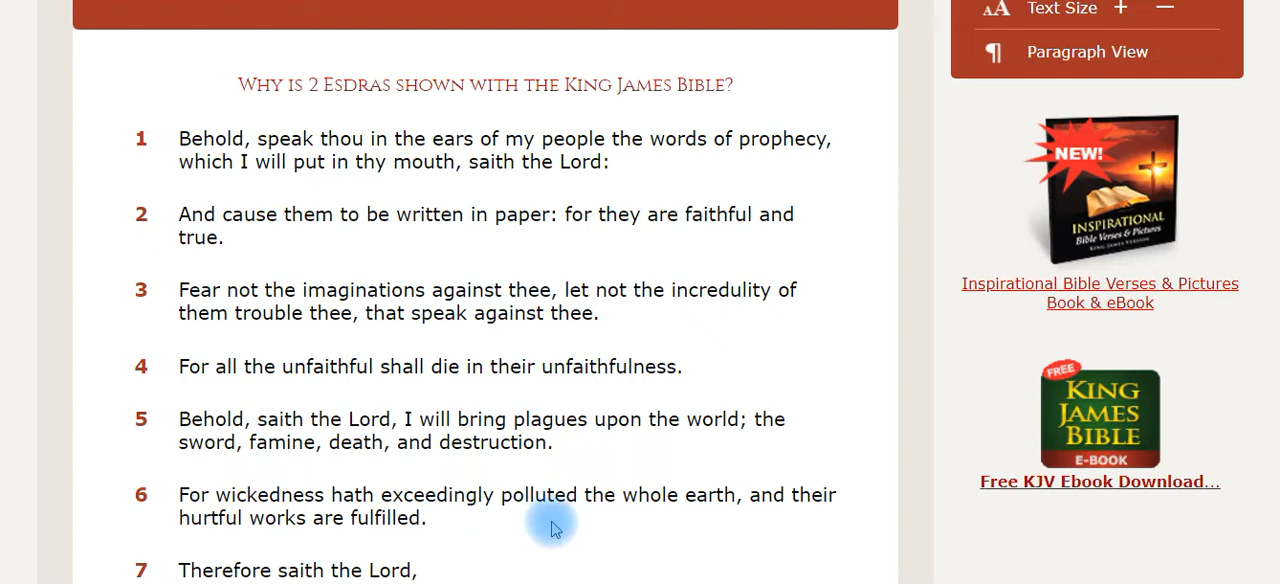 Why is 2 Esdras shown with the King James Bible?
1 Behold, speak thou in the ears of my people the words of prophecy,
which I will put in thy mouth, saith the Lord:
2 And cause them to be written in paper: for they are faithful and
true.
3 Fear not the imaginations against thee, let not the incredulity of
them trouble thee, that speak against thee.
4 For all the unfaithful shall die in their unfaithfulness.
5 Behold, saith the Lord, I will bring plagues upon the world; the
sword, famine, death, and destruction.
6 For wickedness hath exceedingly polluted the whole earth, and their
hurtful works are fulfilled.
7 Therefore saith the Lord,
AA Text Size + —
¶ Paragraph View
NEW!
INSPIRATIONAL
Bible Verses & Pictures
KING JAMES VERSION
Inspirational Bible Verses & Pictures
Book & eBook
FREE
KING
JAMES
BIBLE
E-BOOK
Free KJV Ebook Download...